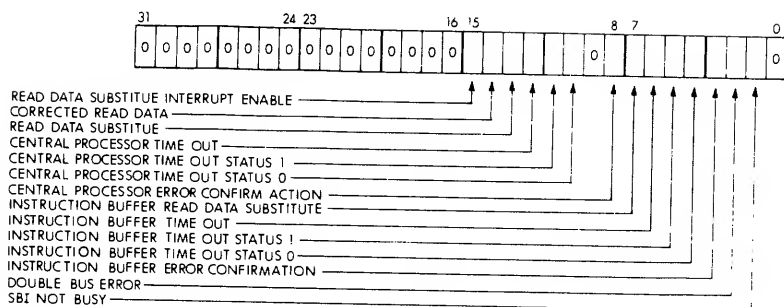 31 24 23 16 15 8 7 0
0 0 0 0 0 0 0 0 0 0 0 0 0 0 0 0 0 0
READ DATA SUBSTITUE INTERRUPT ENABLE
CORRECTED READ DATA
READ DATA SUBSTITUE
CENTRAL PROCESSOR TIME OUT
CENTRAL PROCESSOR TIME OUT STATUS 1
CENTRAL PROCESSOR TIME OUT STATUS 0
CENTRAL PROCESSOR ERROR CONFIRM ACTION
INSTRUCTION BUFFER READ DATA SUBSTITUTE
INSTRUCTION BUFFER TIME OUT
INSTRUCTION BUFFER TIME OUT STATUS 1
INSTRUCTION BUFFER TIME OUT STATUS 0
INSTRUCTION BUFFER ERROR CONFIRMATION
DOUBLE BUS ERROR
SBI NOT BUSY